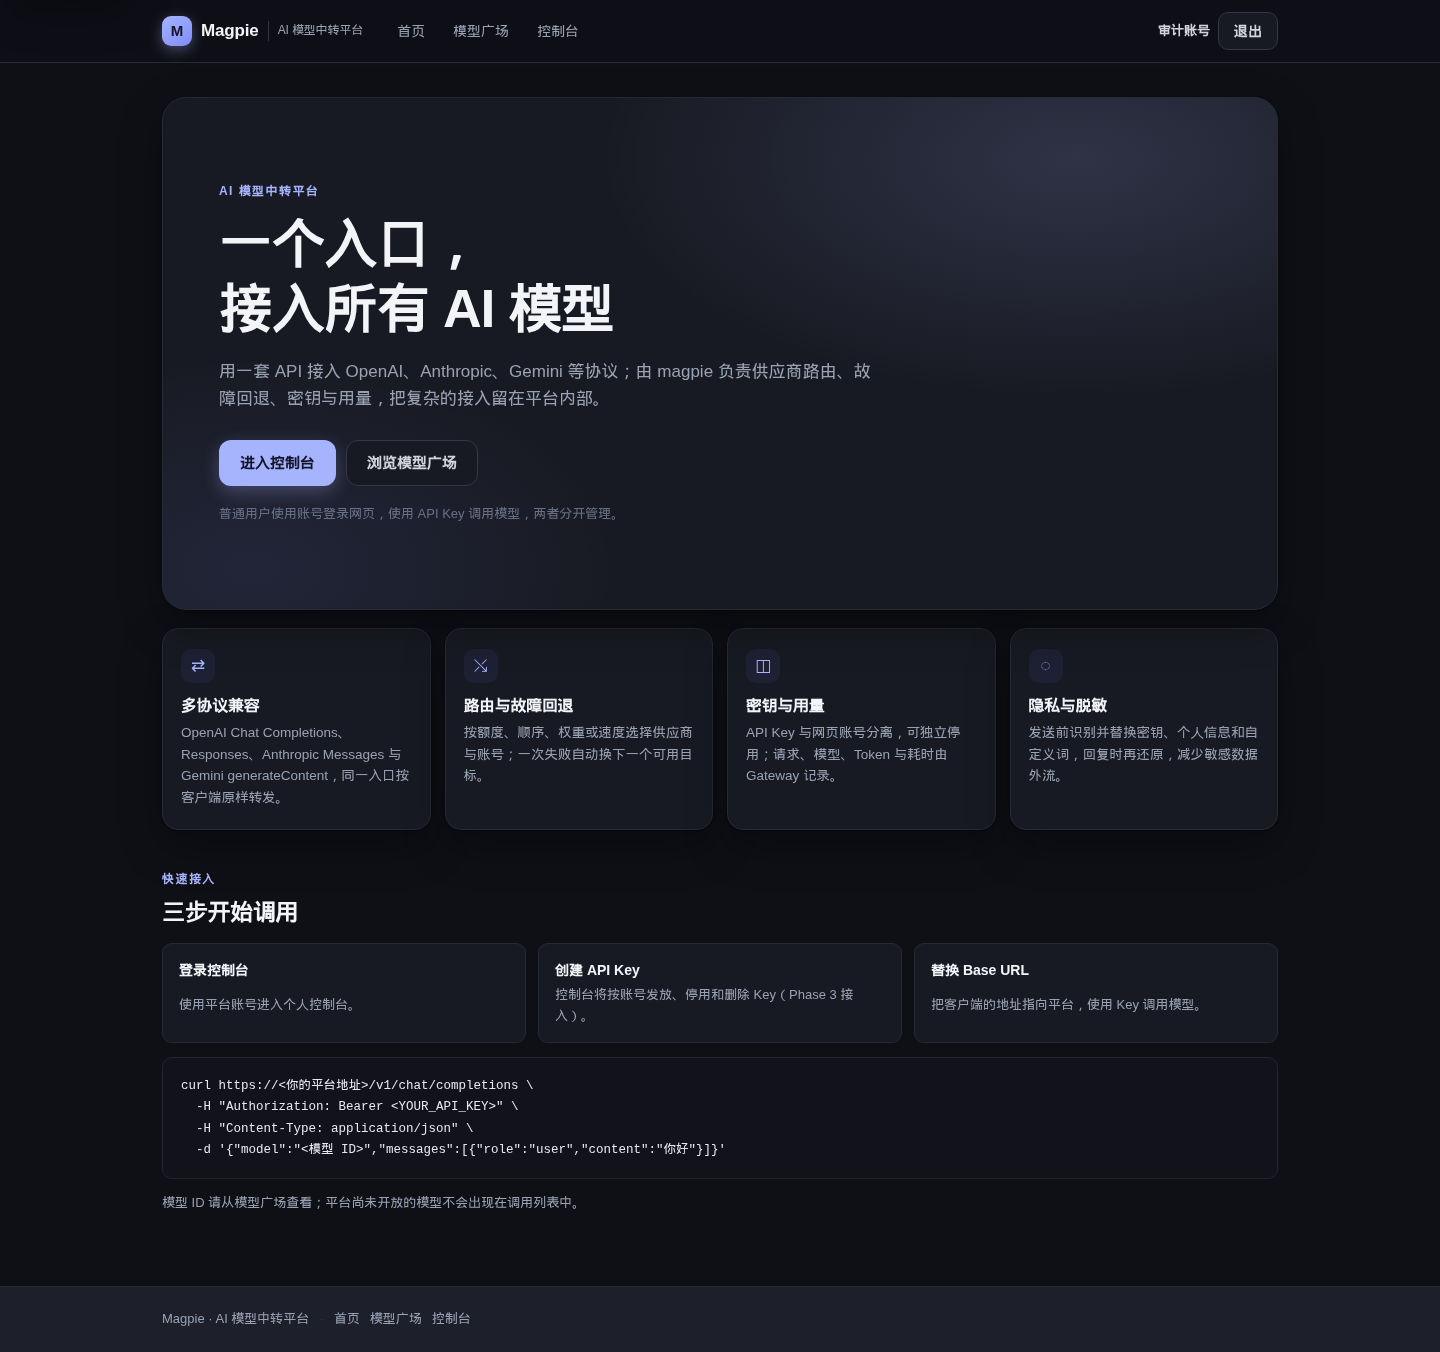 M Magpie AI 模型中转平台 首页 模型广场 控制台 审计账号 退出
AI 模型中转平台
一个入口，
接入所有 AI 模型
用一套 API 接入 OpenAI、Anthropic、Gemini 等协议；由 magpie 负责供应商路由、故
障回退、密钥与用量，把复杂的接入留在平台内部。
进入控制台 浏览模型广场
普通用户使用账号登录网页，使用 API Key 调用模型，两者分开管理。
多协议兼容
OpenAI Chat Completions、
Responses、Anthropic Messages 与
Gemini generateContent，同一入口按
客户端原样转发。
路由与故障回退
按额度、顺序、权重或速度选择供应商
与账号；一次失败自动换下一个可用目
标。
密钥与用量
API Key 与网页账号分离，可独立停
用；请求、模型、Token 与耗时由
Gateway 记录。
隐私与脱敏
发送前识别并替换密钥、个人信息和自
定义词，回复时再还原，减少敏感数据
外流。
快速接入
三步开始调用
登录控制台
使用平台账号进入个人控制台。
创建 API Key
控制台将按账号发放、停用和删除 Key（Phase 3 接
入）。
替换 Base URL
把客户端的地址指向平台，使用 Key 调用模型。
curl https://<你的平台地址>/v1/chat/completions \
  -H "Authorization: Bearer <YOUR_API_KEY>" \
  -H "Content-Type: application/json" \
  -d '{"model":"<模型 ID>","messages":[{"role":"user","content":"你好"}]}'
模型 ID 请从模型广场查看；平台尚未开放的模型不会出现在调用列表中。
Magpie · AI 模型中转平台 首页 模型广场 控制台